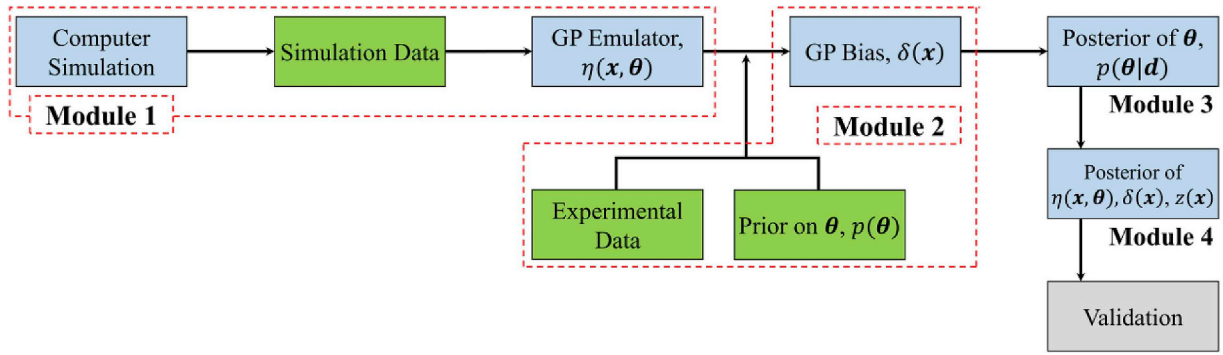 Computer
Simulation
Simulation Data
GP Emulator,
η(x, θ)
GP Bias, δ(x)
Posterior of θ,
p(θ|d)
Module 1
Module 2
Module 3
Experimental
Data
Prior on θ, p(θ)
Posterior of
η(x, θ), δ(x), z(x)
Module 4
Validation